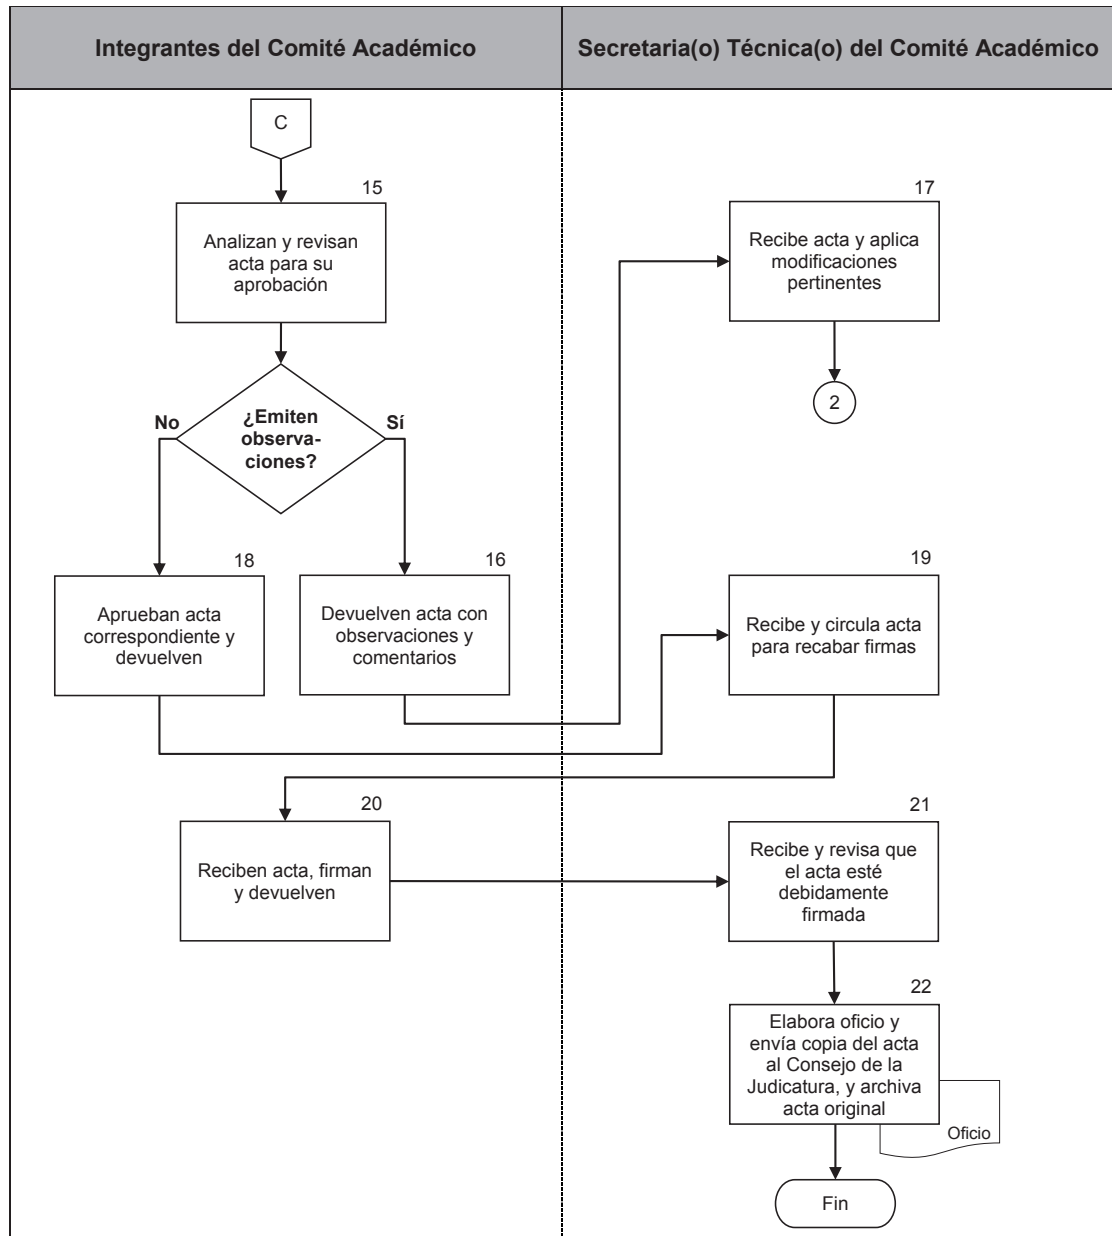 Integrantes del Comité Académico
Secretaria(o) Técnica(o) del Comité Académico
C
15
Analizan y revisan
acta para su
aprobación
17
Recibe acta y aplica
modificaciones
pertinentes
2
No
¿Emiten
observa-
ciones?
Sí
18
Aprueban acta
correspondiente y
devuelven
16
Devuelven acta con
observaciones y
comentarios
19
Recibe y circula acta
para recabar firmas
20
Reciben acta, firman
y devuelven
21
Recibe y revisa que
el acta esté
debidamente
firmada
22
Elabora oficio y
envía copia del acta
al Consejo de la
Judicatura, y archiva
acta original
Oficio
Fin